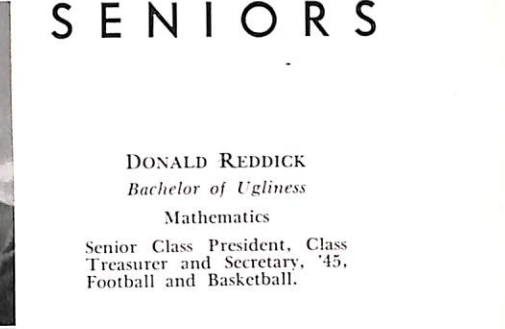 SENIORS
DONALD REDDICK
Bachelor of Ugliness
Mathematics
Senior Class President, Class
Treasurer and Secretary, '45,
Football and Basketball.